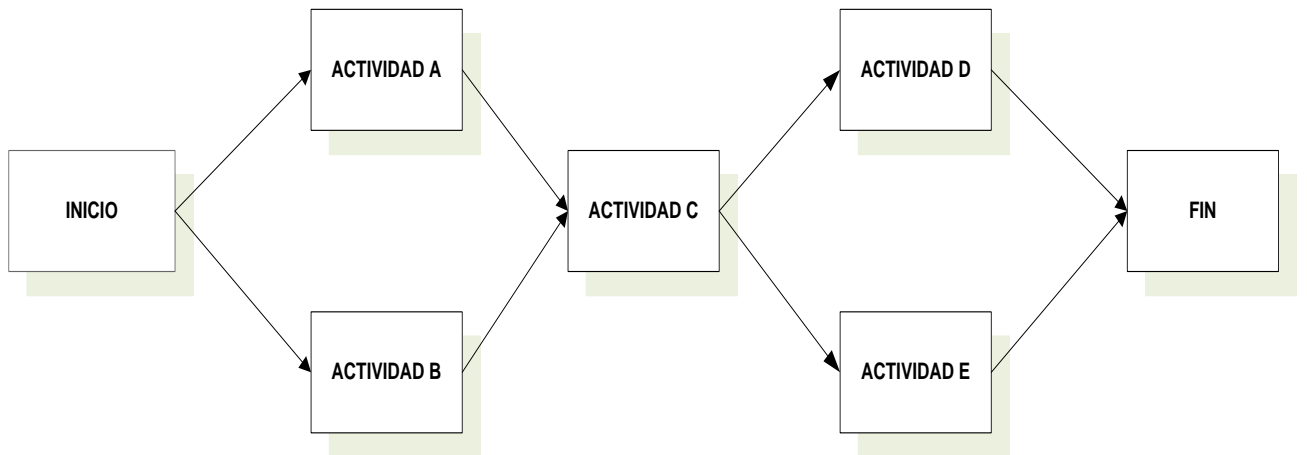 ACTIVIDAD A
ACTIVIDAD D
INICIO
ACTIVIDAD C
FIN
ACTIVIDAD B
ACTIVIDAD E